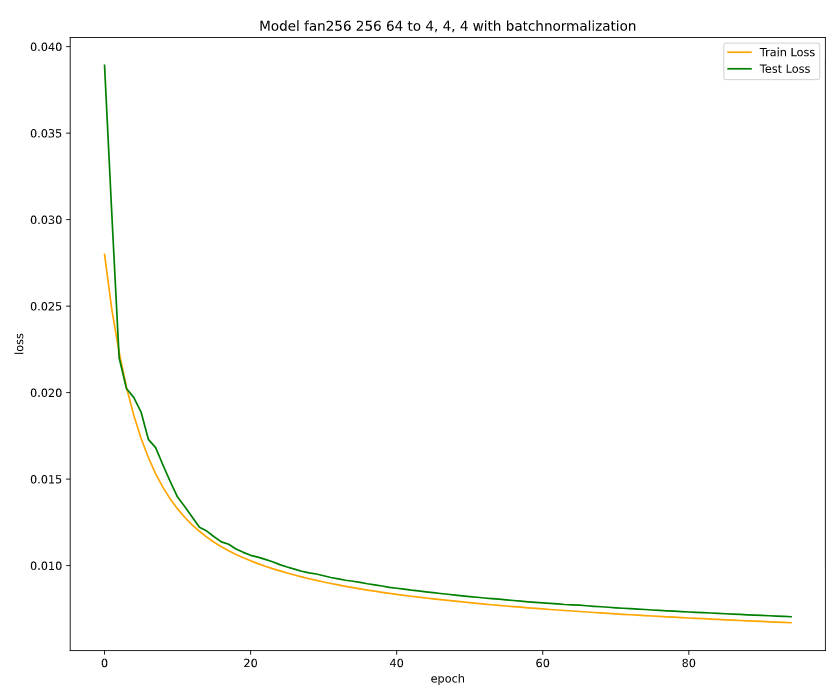 Model fan256 256 64 to 4, 4, 4 with batchnormalization
Train Loss
Test Loss
0.040
0.035
0.030
0.025
0.020
0.015
0.010
loss
0 20 40 60 80
epoch